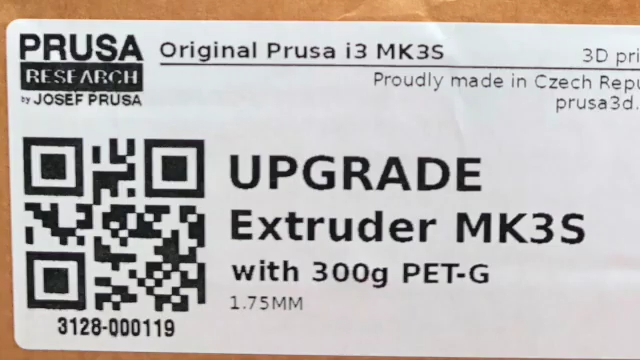 PRUSA
RESEARCH
by JOSEF PRUSA
Original Prusa i3 MK3S
3D pri
Proudly made in Czech Repu
prusa3d.
UPGRADE
Extruder MK3S
with 300g PET-G
1.75MM
3128-000119